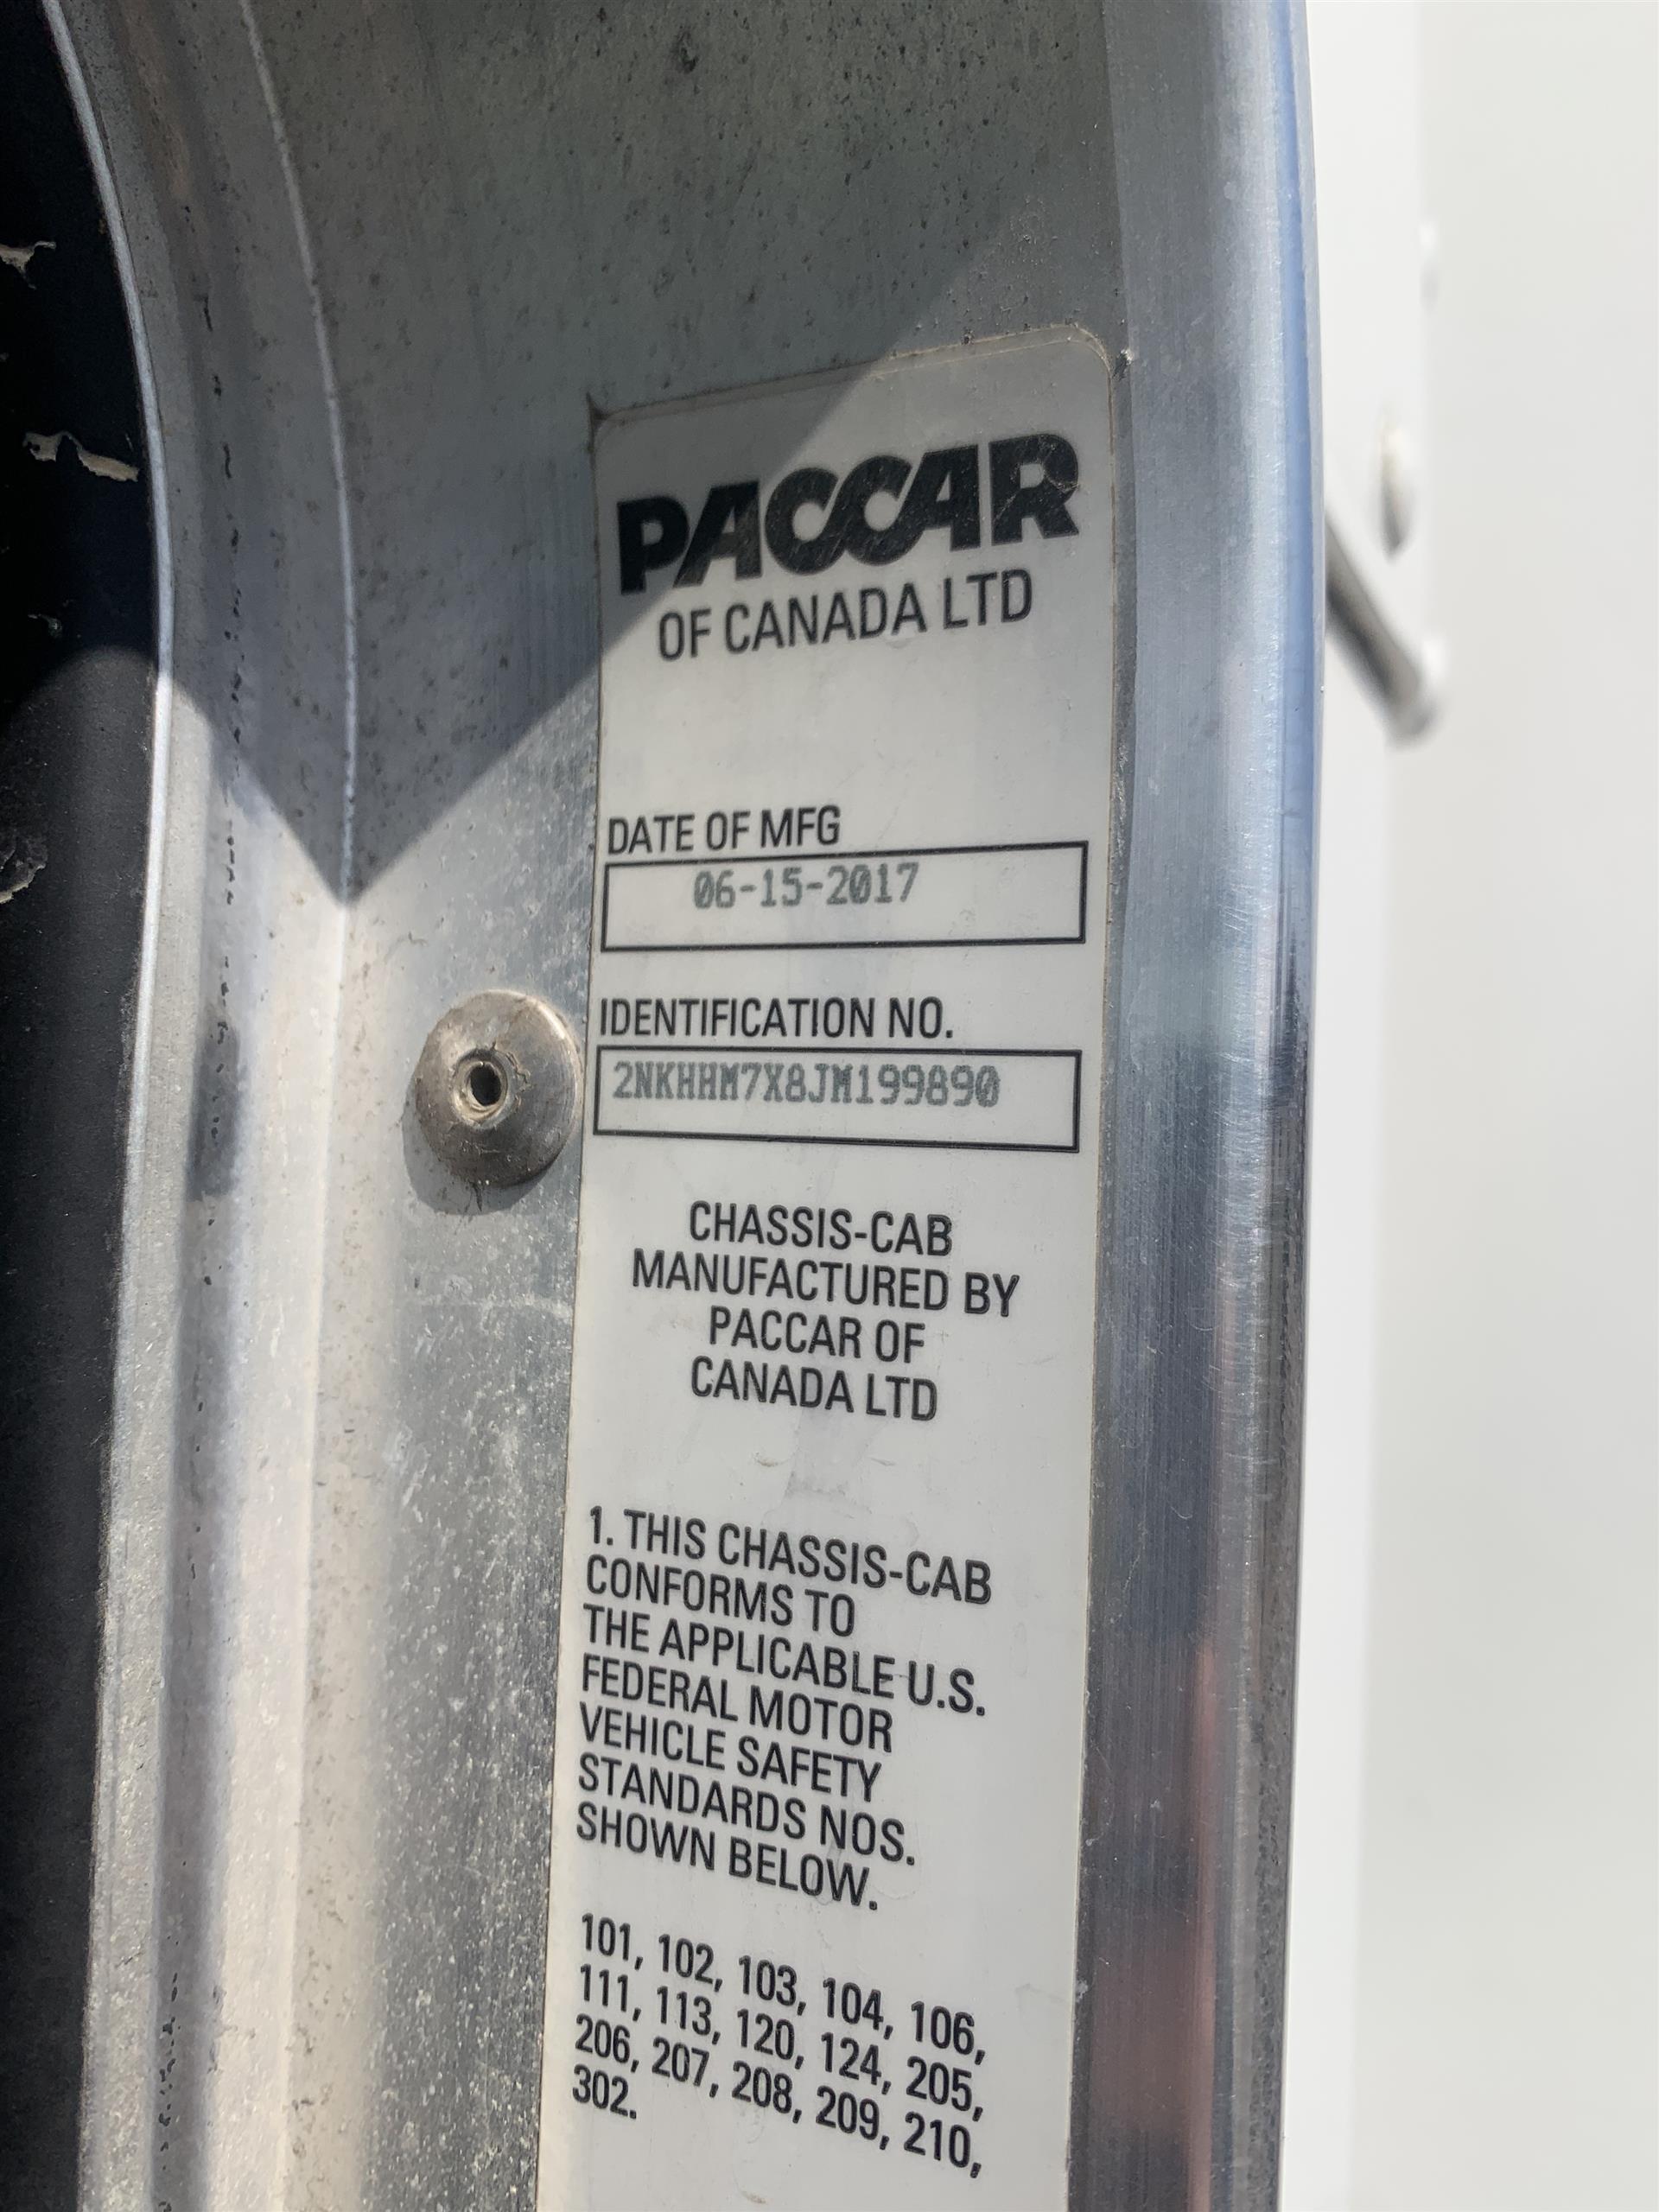 PACCAR
OF CANADA LTD
DATE OF MFG
06-15-2017
IDENTIFICATION NO.
2NKHHM7X8JM199890
CHASSIS-CAB
MANUFACTURED BY
PACCAR OF
CANADA LTD
1. THIS CHASSIS-CAB
CONFORMS TO
THE APPLICABLE U.S.
FEDERAL MOTOR
VEHICLE SAFETY
STANDARDS NOS.
SHOWN BELOW.
101, 102, 103, 104, 106,
111, 113, 120, 124, 205,
206, 207, 208, 209, 210,
302.